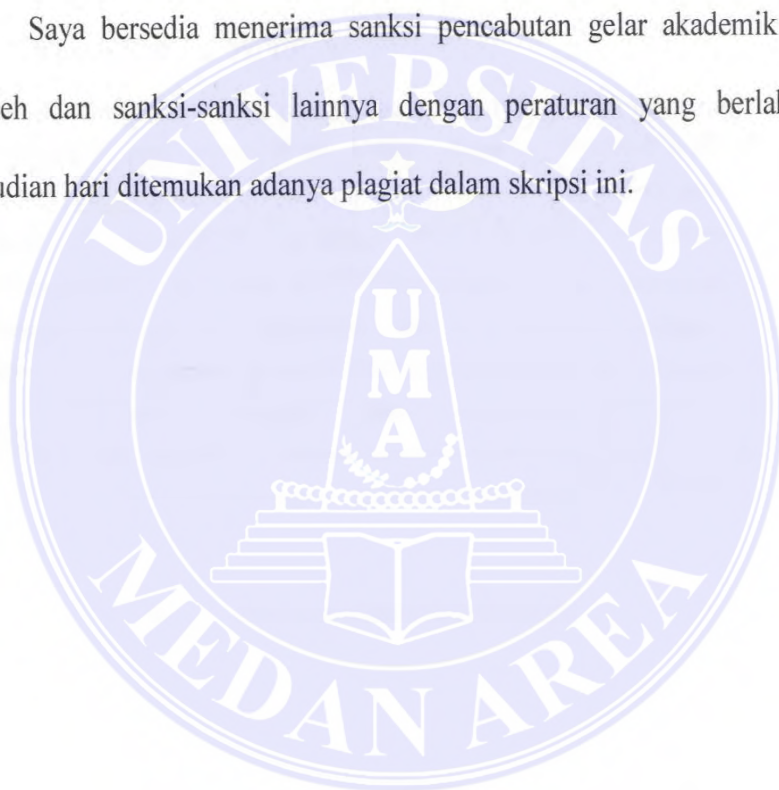 Saya bersedia menerima sanksi pencabutan gelar akademik
eh dan sanksi-sanksi lainnya dengan peraturan yang berlal
dian hari ditemukan adanya plagiat dalam skripsi ini.
UNIVERSITAS
U
M
A
MEDAN AREA